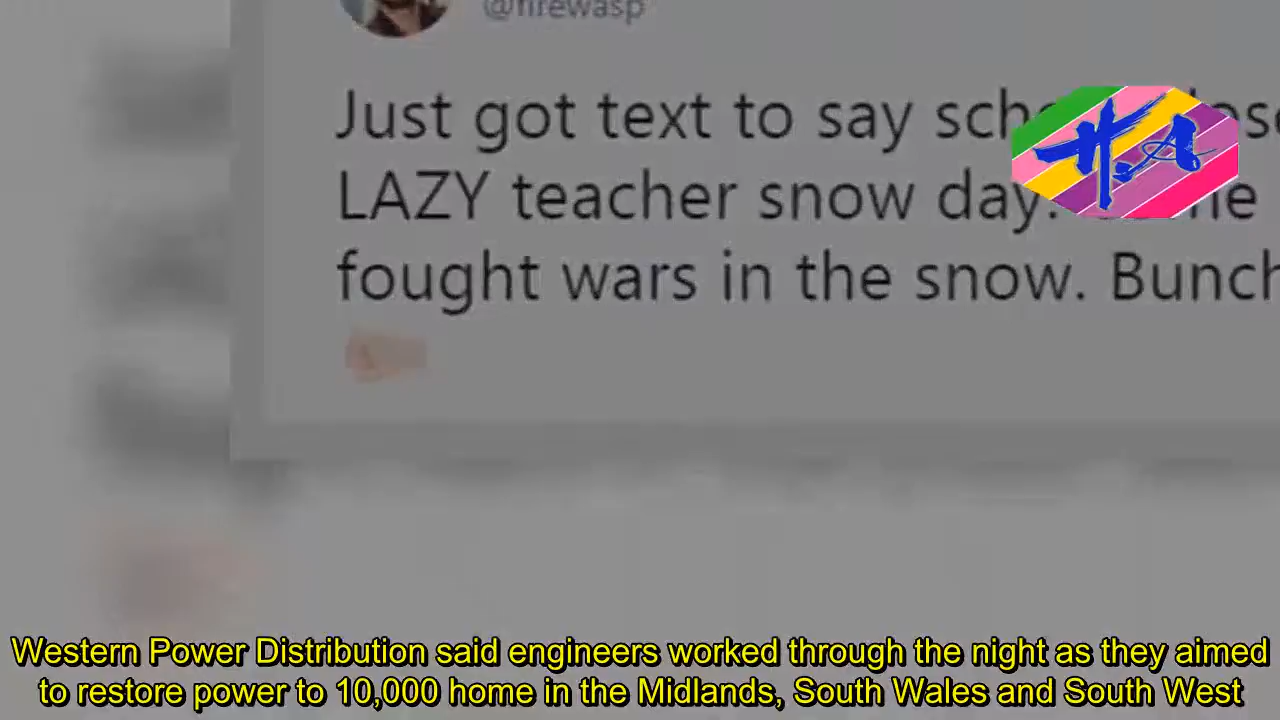 @firewasp
Just got text to say
LAZY teacher snow day.
fought wars in the snow. Bunch
H.A
Western Power Distribution said engineers worked through the night as they aimed
to restore power to 10,000 home in the Midlands, South Wales and South West